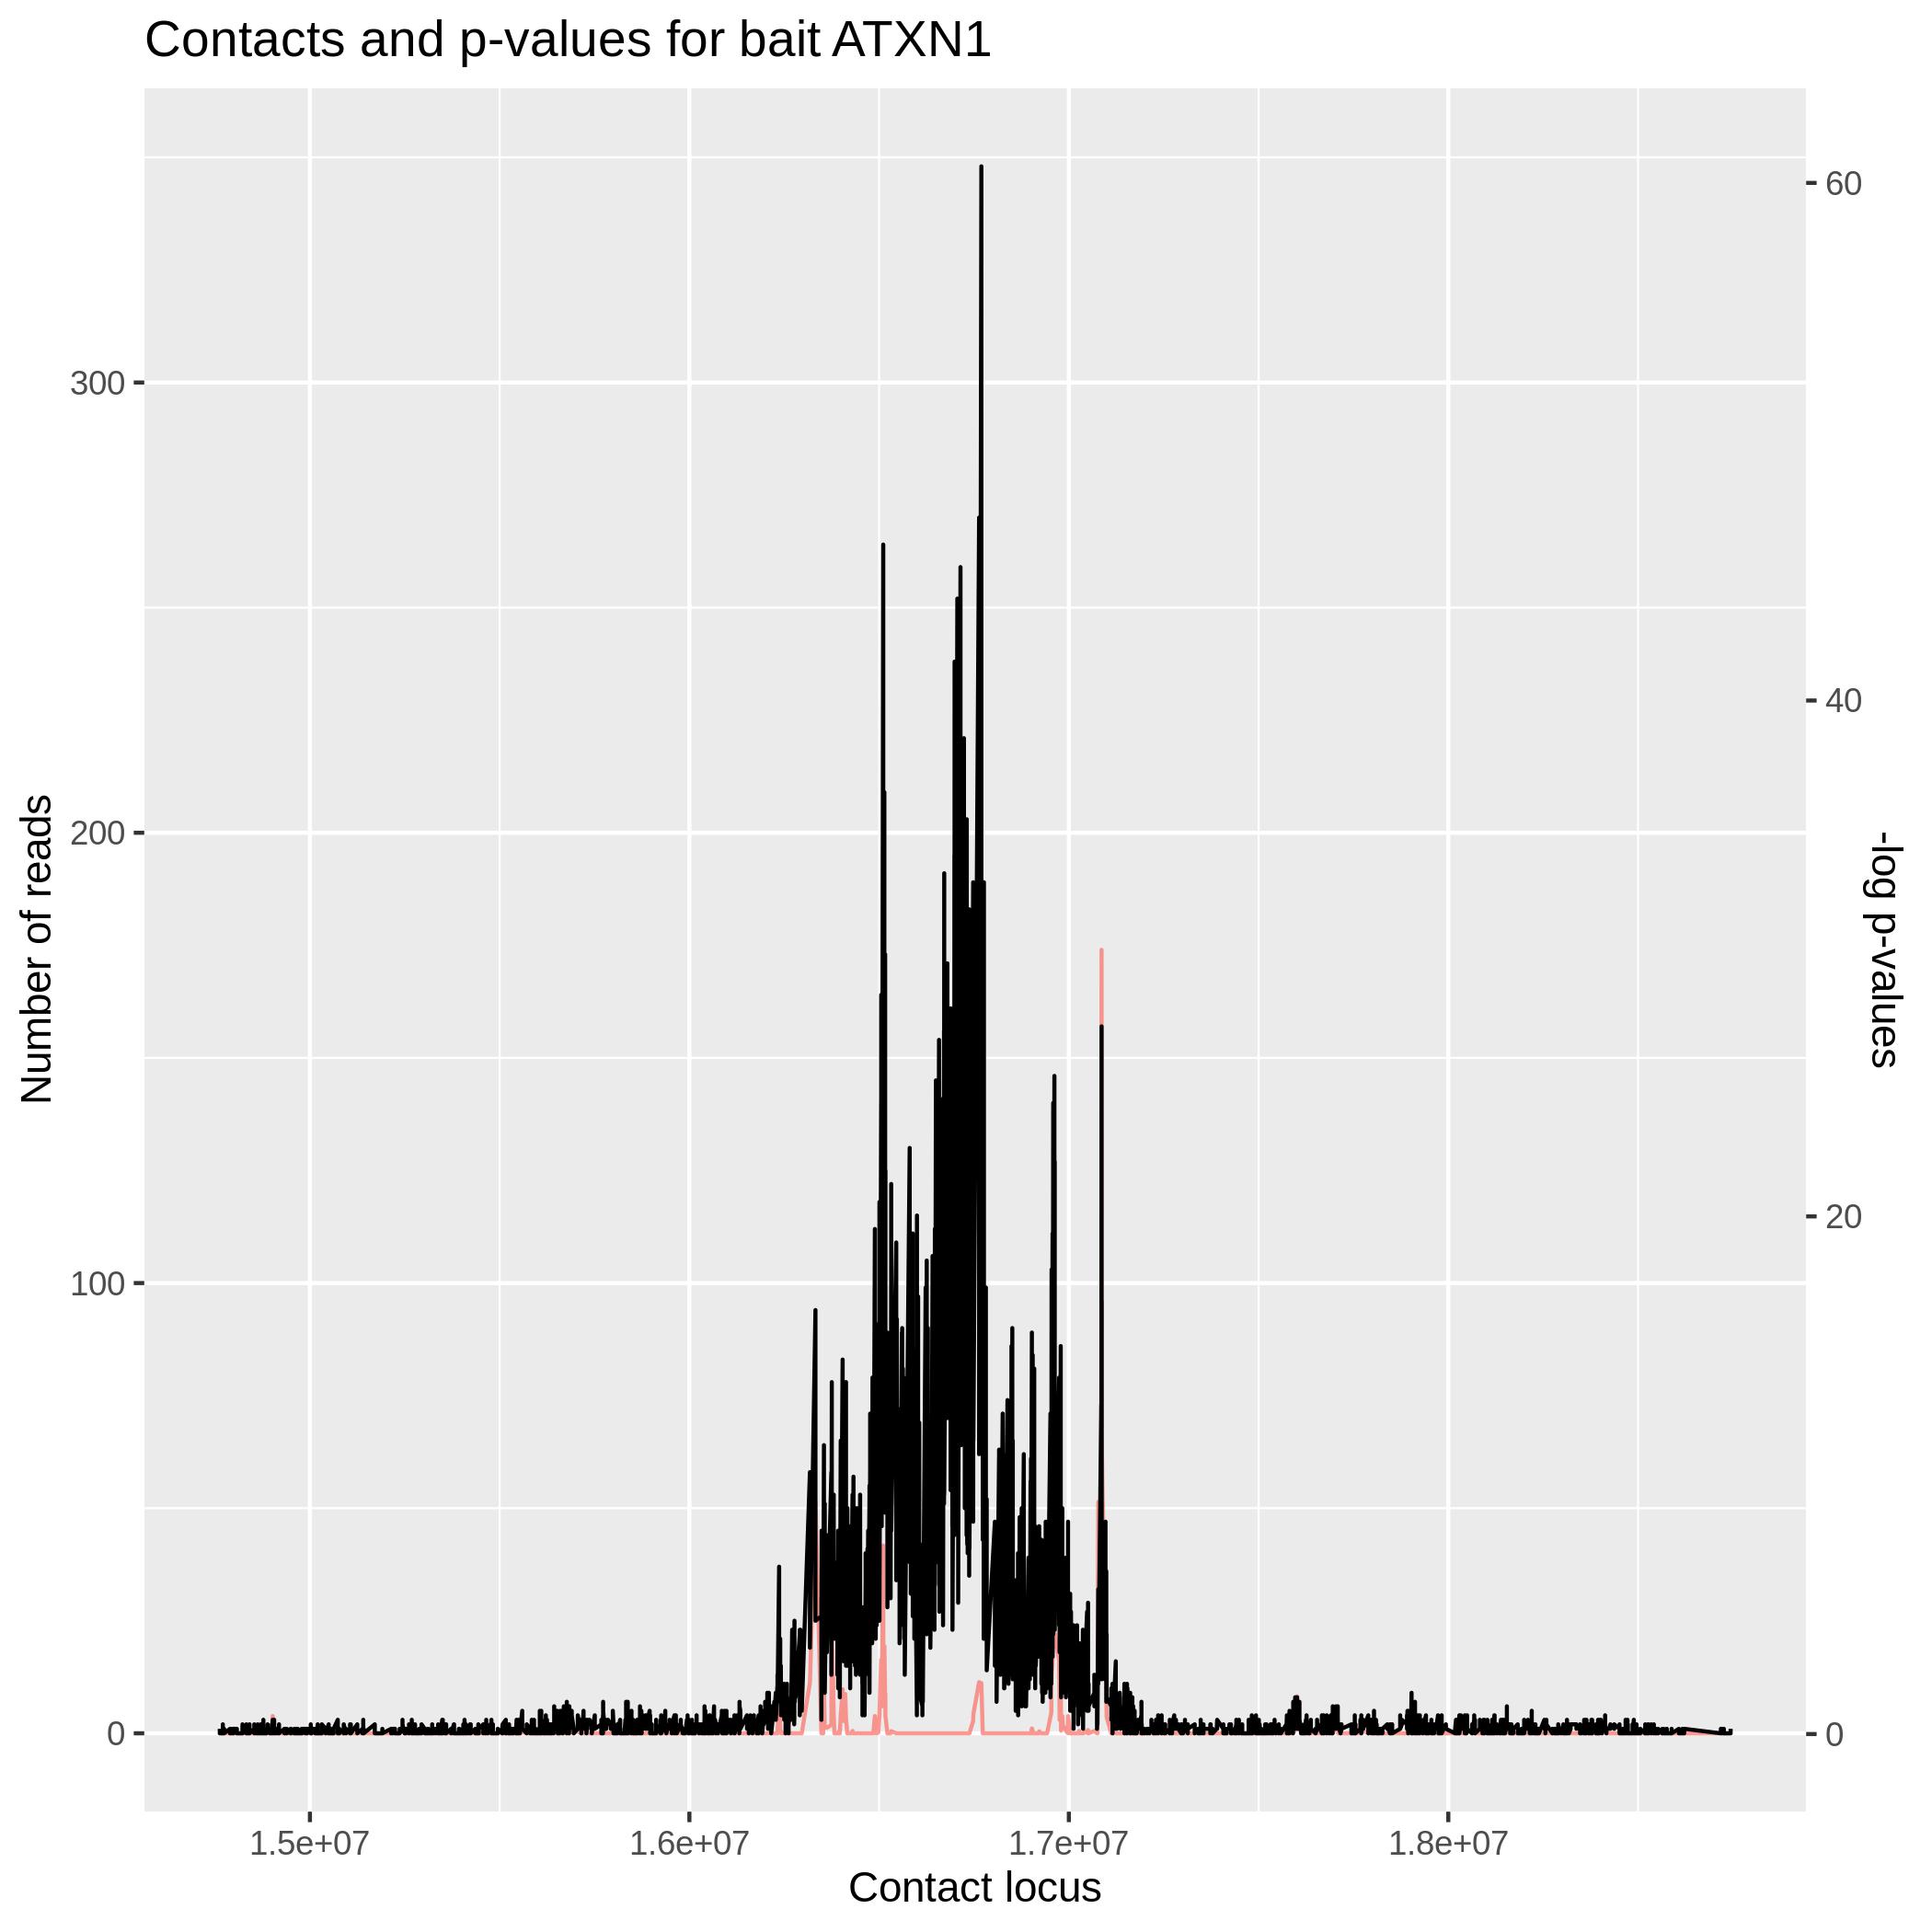 Contacts and p-values for bait ATXN1
Number of reads
300
200
100
0
60
40
20
0
-log p-values
1.5e+07
1.6e+07
1.7e+07
1.8e+07
Contact locus